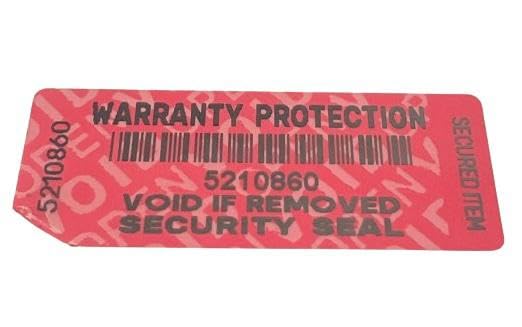 WARRANTY PROTECTION
5210860
5210860
VOID IF REMOVED
SECURITY SEAL
SECURED ITEM